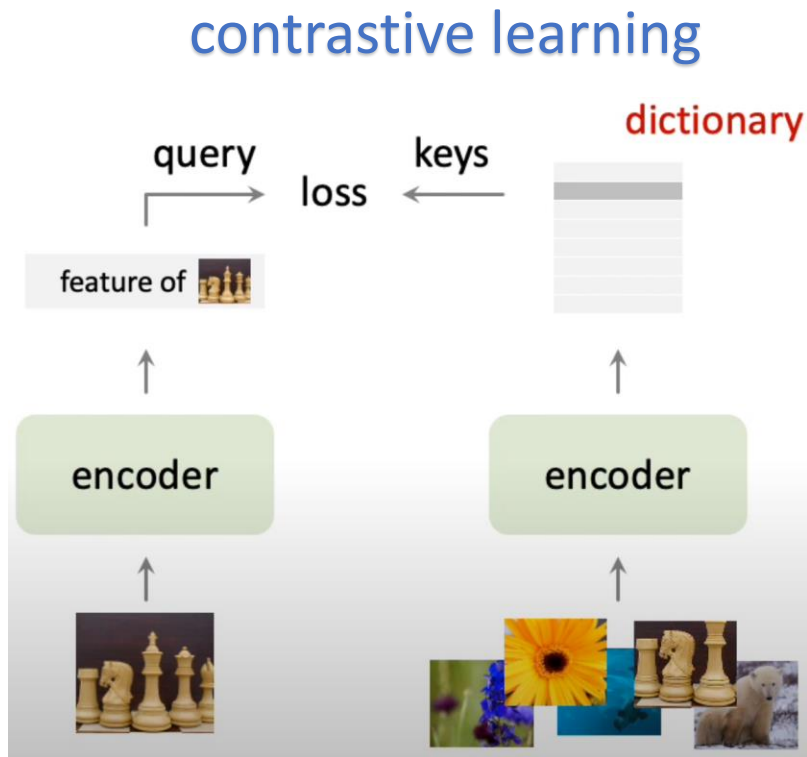 contrastive learning
dictionary
query
keys
loss
feature of
encoder
encoder